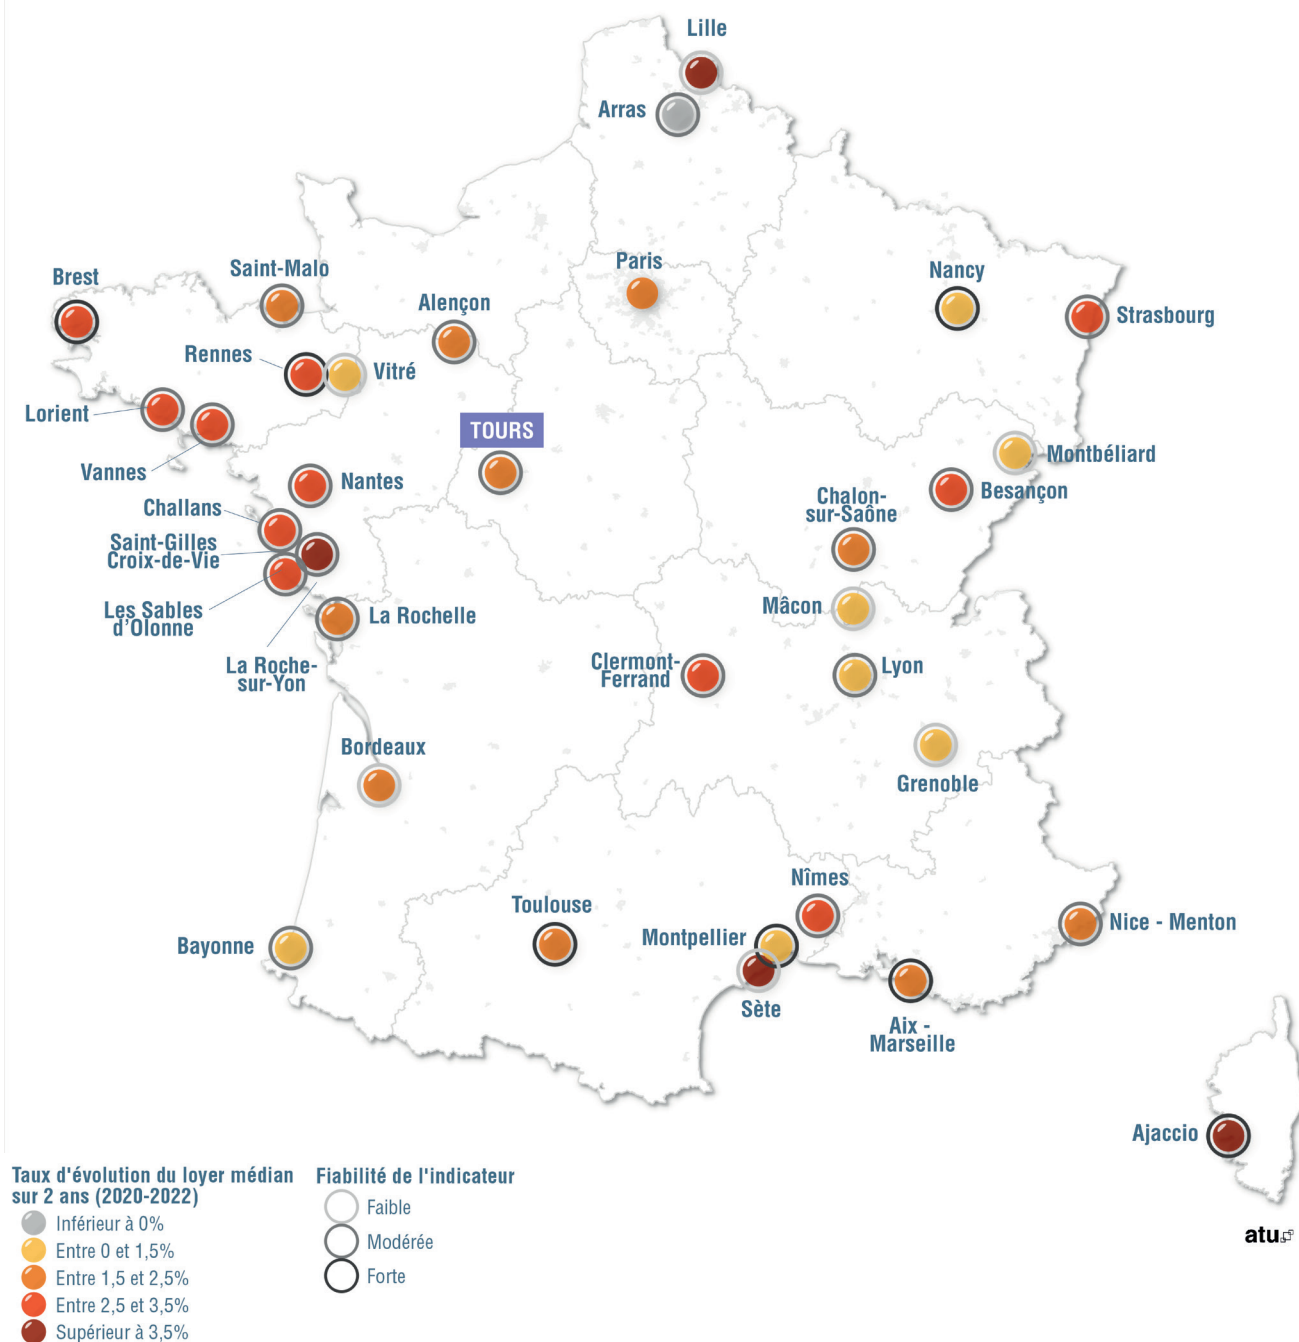 Lille
Arras
Paris
Nancy
Strasbourg
Brest
Saint-Malo
Alençon
Rennes
Vitré
Lorient
Vannes
TOURS
Nantes
Montbéliard
Besançon
Chalon-
sur-Saône
Challans
Saint-Gilles
Croix-de-Vie
Les Sables
d'Olonne
La Rochelle
La Roche-
sur-Yon
Mâcon
Clermont-
Ferrand
Lyon
Bordeaux
Grenoble
Nîmes
Toulouse
Montpellier
Nice - Menton
Bayonne
Sète
Aix -
Marseille
Ajaccio
Taux d'évolution du loyer médian
sur 2 ans (2020-2022)
Inférieur à 0%
Entre 0 et 1,5%
Entre 1,5 et 2,5%
Entre 2,5 et 3,5%
Supérieur à 3,5%
Fiabilité de l'indicateur
Faible
Modérée
Forte
atu